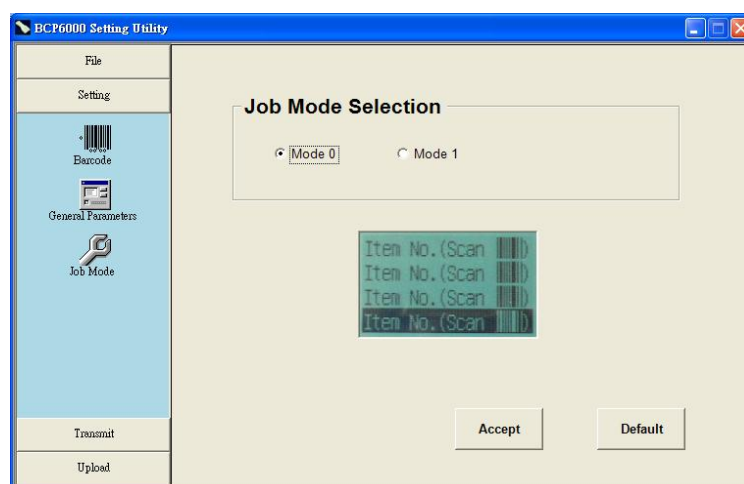 BCP6000 Setting Utility
File
Setting
Barcode
General Parameters
Job Mode
Transmit
Upload
Job Mode Selection
Mode 0 Mode 1
Item No.(Scan )
Item No.(Scan )
Item No.(Scan )
Item No.(Scan )
Accept Default